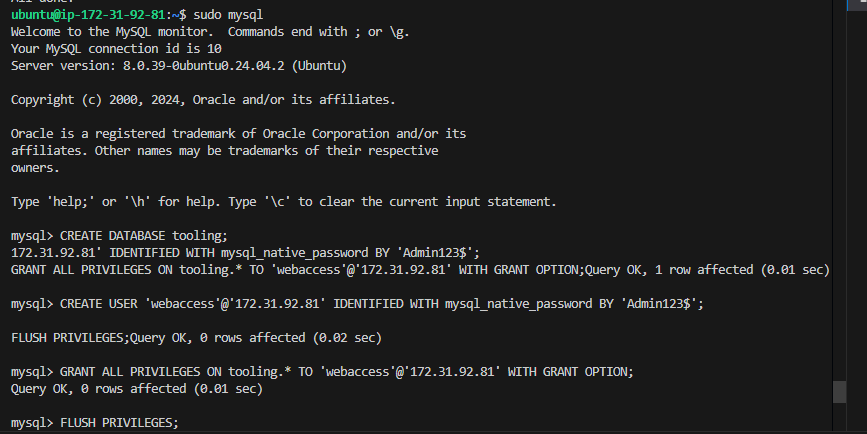 All done!
ubuntu@ip-172-31-92-81:~$ sudo mysql
Welcome to the MySQL monitor.  Commands end with ; or \g.
Your MySQL connection id is 10
Server version: 8.0.39-0ubuntu0.24.04.2 (Ubuntu)
Copyright (c) 2000, 2024, Oracle and/or its affiliates.
Oracle is a registered trademark of Oracle Corporation and/or its
affiliates. Other names may be trademarks of their respective
owners.
Type 'help;' or '\h' for help. Type '\c' to clear the current input statement.
mysql> CREATE DATABASE tooling;
172.31.92.81' IDENTIFIED WITH mysql_native_password BY 'Admin123$';
GRANT ALL PRIVILEGES ON tooling.* TO 'webaccess'@'172.31.92.81' WITH GRANT OPTION;Query OK, 1 row affected (0.01 sec)
mysql> CREATE USER 'webaccess'@'172.31.92.81' IDENTIFIED WITH mysql_native_password BY 'Admin123$';
FLUSH PRIVILEGES;Query OK, 0 rows affected (0.02 sec)
mysql> GRANT ALL PRIVILEGES ON tooling.* TO 'webaccess'@'172.31.92.81' WITH GRANT OPTION;
Query OK, 0 rows affected (0.01 sec)
mysql> FLUSH PRIVILEGES;